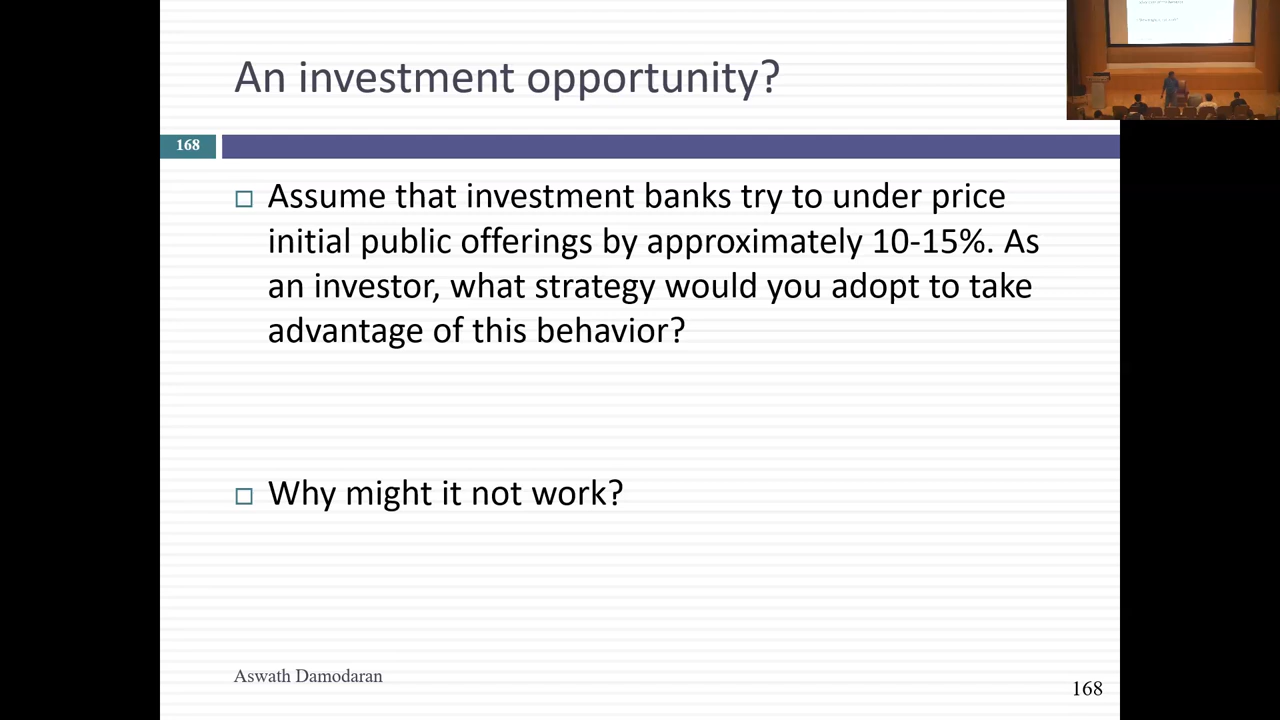 An investment opportunity?
168
Assume that investment banks try to under price
initial public offerings by approximately 10-15%. As
an investor, what strategy would you adopt to take
advantage of this behavior?
Why might it not work?
Aswath Damodaran
168